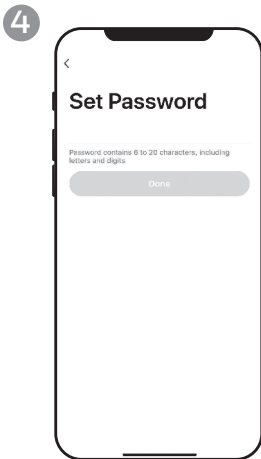 4
Set Password
Password contains 6 to 20 characters, including
letters and digits
Done